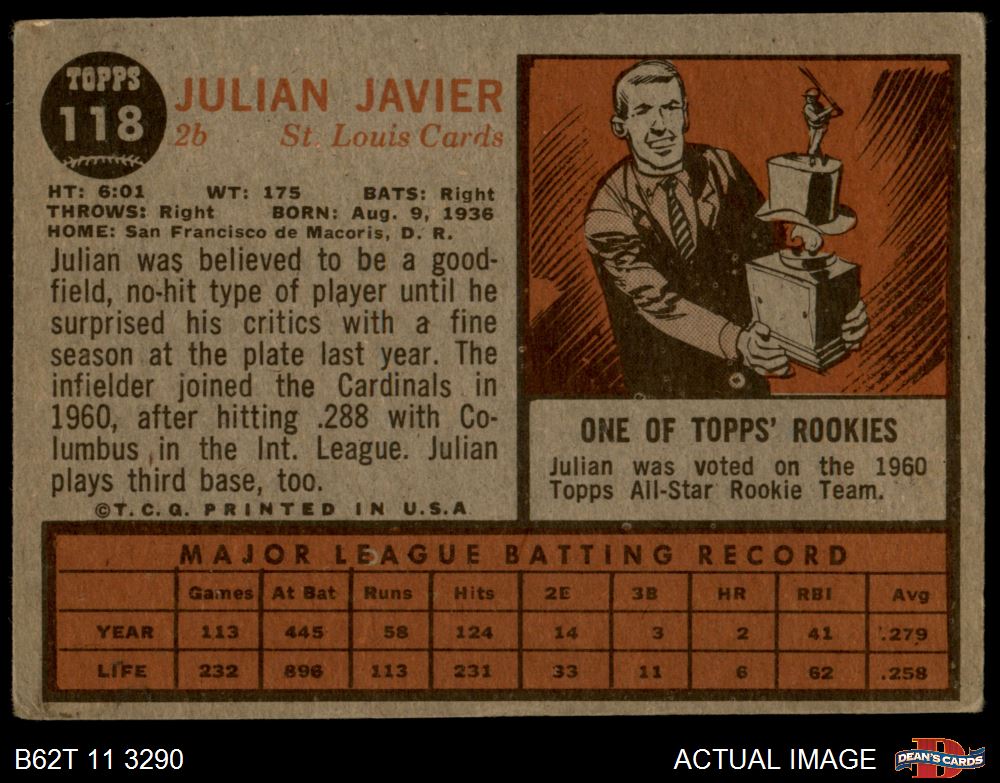 TOPPS
118
JULIAN JAVIER
2b St. Louis Cards
HT: 6:01 WT: 175 BATS: Right
THROWS: Right BORN: Aug. 9, 1936
HOME: San Francisco de Macoris, D. R.
Julian was believed to be a good-
field, no-hit type of player until he
surprised his critics with a fine
season at the plate last year. The
infielder joined the Cardinals in
1960, after hitting .288 with Co-
lumbus in the Int. League. Julian
plays third base, too.
©T.C.G. PRINTED IN U.S.A
ONE OF TOPPS' ROOKIES
Julian was voted on the 1960
Topps All-Star Rookie Team.
MAJOR LEAGUE BATTING RECORD
Games At Bat Runs Hits 2B 3B HR RBI Avg
YEAR 113 445 58 124 14 3 2 41 .279
LIFE 232 896 113 231 33 11 6 62 .258
B62T 11 3290 ACTUAL IMAGE
DEAN'S CARDS